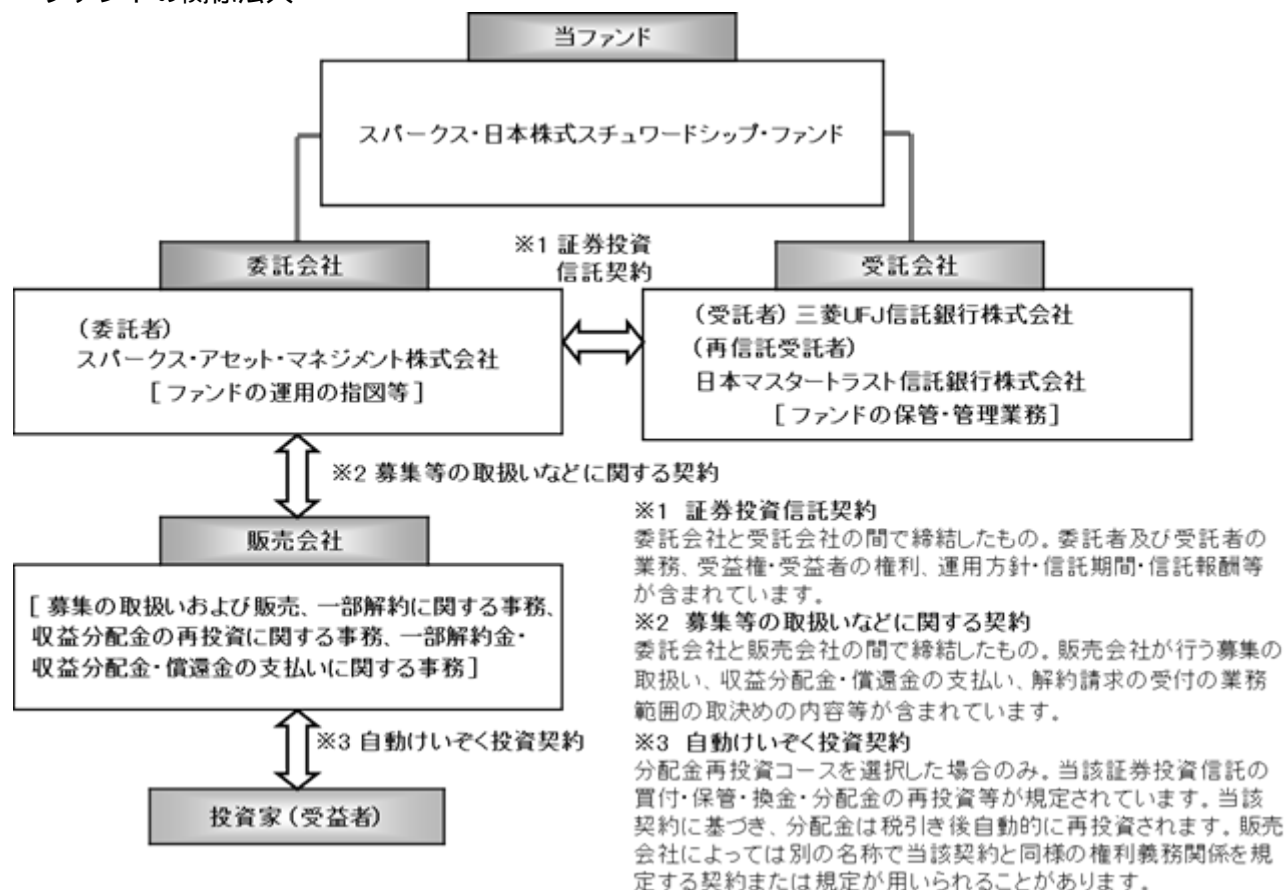 当ファンド
スパークス・日本株式スチュワードシップ・ファンド
委託会社
※1 証券投資
信託契約
受託会社
(委託者)
スパークス・アセット・マネジメント株式会社
[ファンドの運用の指図等]
(受託者) 三菱UFJ信託銀行株式会社
(再信託受託者)
日本マスタートラスト信託銀行株式会社
[ファンドの保管・管理業務]
※2 募集等の取扱いなどに関する契約
販売会社
[募集の取扱いおよび販売、一部解約に関する事務、
収益分配金の再投資に関する事務、一部解約金・
収益分配金・償還金の支払いに関する事務]
※3 自動けいぞく投資契約
投資家(受益者)
※1 証券投資信託契約
委託会社と受託会社の間で締結したもの。委託者及び受託者の
業務、受益権・受益者の権利、運用方針・信託期間・信託報酬等
が含まれています。
※2 募集等の取扱いなどに関する契約
委託会社と販売会社の間で締結したもの。販売会社が行う募集の
取扱い、収益分配金・償還金の支払い、解約請求の受付の業務
範囲の取決めの内容等が含まれています。
※3 自動けいぞく投資契約
分配金再投資コースを選択した場合のみ。当該証券投資信託の
買付・保管・換金・分配金の再投資等が規定されています。当該
契約に基づき、分配金は税引き後自動的に再投資されます。販売
会社によっては別の名称で当該契約と同様の権利義務関係を規
定する契約または規定が用いられることがあります。